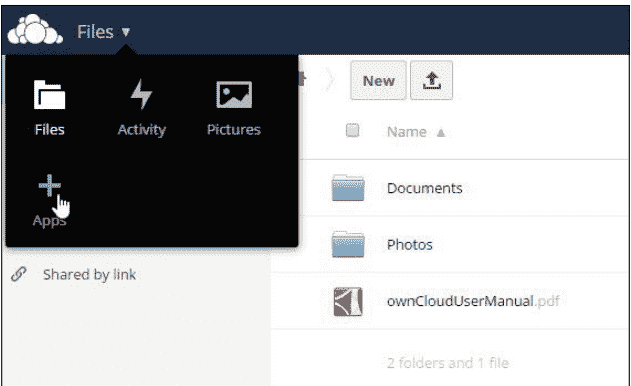 Files ▼
Files Activity Pictures
Apps
Shared by link
New
Name ▲
Documents
Photos
ownCloudUserManual.pdf
2 folders and 1 file